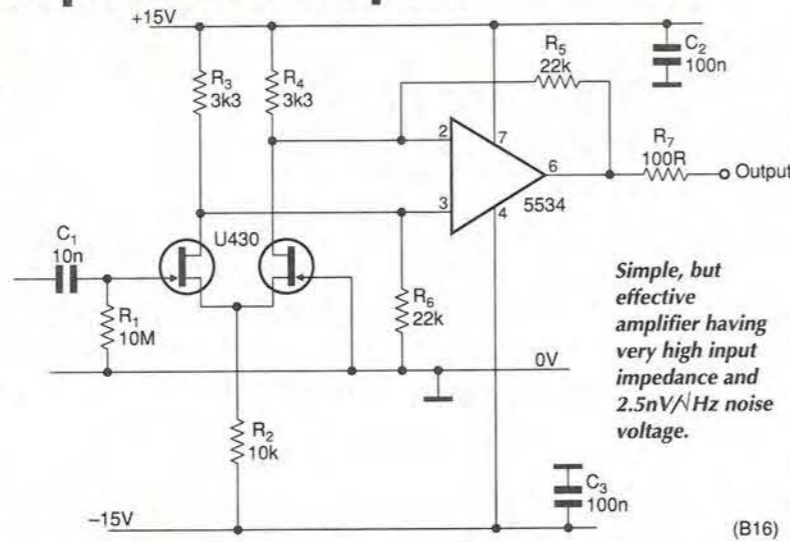 +15V
R3
3k3
R4
3k3
R5
22k
C2
100n
2
7
R7
100R
6
Output
3
4
5534
U430
C1
10n
R1
10M
R6
22k
Simple, but
effective
amplifier having
very high input
impedance and
2.5nV/√Hz noise
voltage.
0V
R2
10k
C3
100n
–15V
(B16)